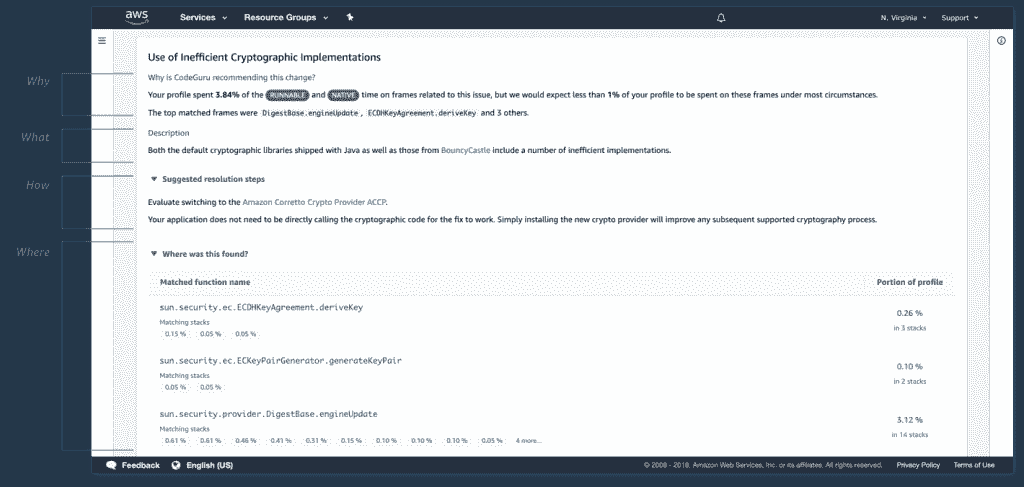 aws
Services Resource Groups N. Virginia Support
Why
What
How
Where
Use of Inefficient Cryptographic Implementations
Why is CodeGuru recommending this change?
Your profile spent 3.84% of the RUNNABLE and NATIVE time on frames related to this issue, but we would expect less than 1% of your profile to be spent on these frames under most circumstances.
The top matched frames were DigestBase.engineUpdate, ECDHKeyAgreement.deriveKey and 3 others.
Description
Both the default cryptographic libraries shipped with Java as well as those from BouncyCastle include a number of inefficient implementations.
Suggested resolution steps
Evaluate switching to the Amazon Corretto Crypto Provider ACCP.
Your application does not need to be directly calling the cryptographic code for the fix to work. Simply installing the new crypto provider will improve any subsequent supported cryptography process.
Where was this found?
Matched function name Portion of profile
sun.security.ec.ECDHKeyAgreement.deriveKey 0.26 %
Matching stacks in 3 stacks
0.15 % 0.05 % 0.05 %
sun.security.ec.ECKeyPairGenerator.generateKeyPair 0.10 %
Matching stacks in 2 stacks
0.05 % 0.05 %
sun.security.provider.DigestBase.engineUpdate 3.12 %
Matching stacks in 14 stacks
0.61 % 0.61 % 0.46 % 0.41 % 0.31 % 0.15 % 0.10 % 0.10 % 0.10 % 0.05 % 4 more...
Feedback English (US) © 2008 - 2018, Amazon Web Services, Inc. or its affiliates. All rights reserved. Privacy Policy Terms of Use